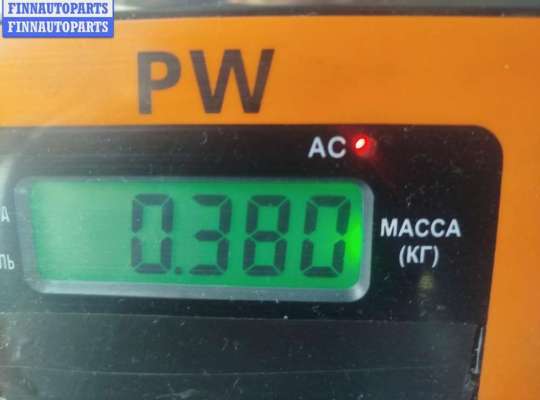 FINNAUTOPARTS
FINNAUTOPARTS
PW
AC
0.380
МАССА
(КГ)